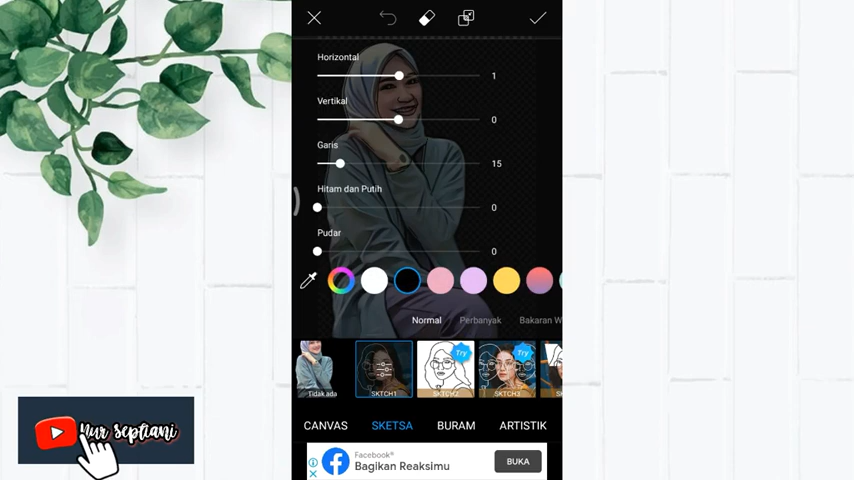 Horizontal
1
Vertikal
0
Garis
15
Hitam dan Putih
0
Pudar
0
Normal
Perbanyak
Bakaran W
Tidak ada
SKTCH1
SKTCH2
Try
SKTCH3
Try
SK
CANVAS
SKETSA
BURAM
ARTISTIK
Facebook®
Bagikan Reaksimu
BUKA
Nur Septiani